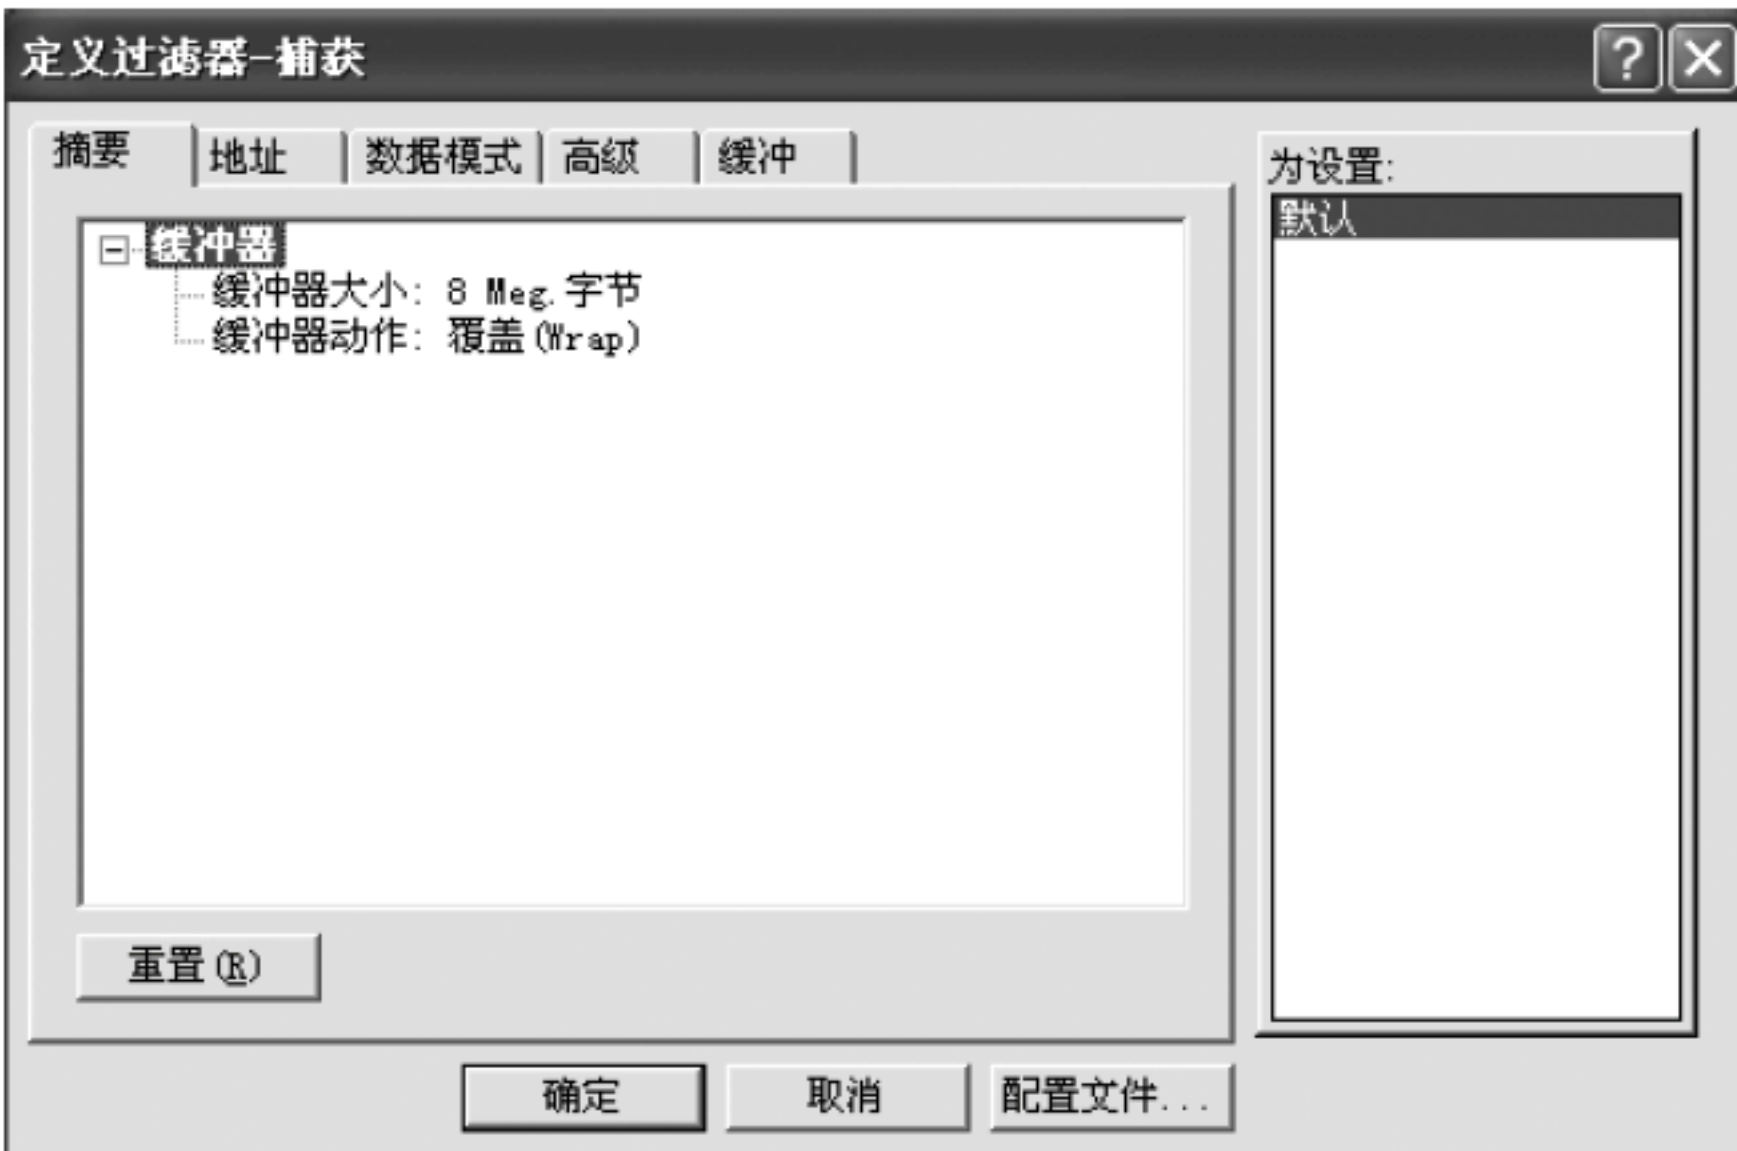 定义过滤器-捕获
摘要 地址 数据模式 高级 缓冲
为设置:
默认
缓冲器
缓冲器大小: 8 Meg.字节
缓冲器动作: 覆盖(Wrap)
重置(R)
确定 取消 配置文件...